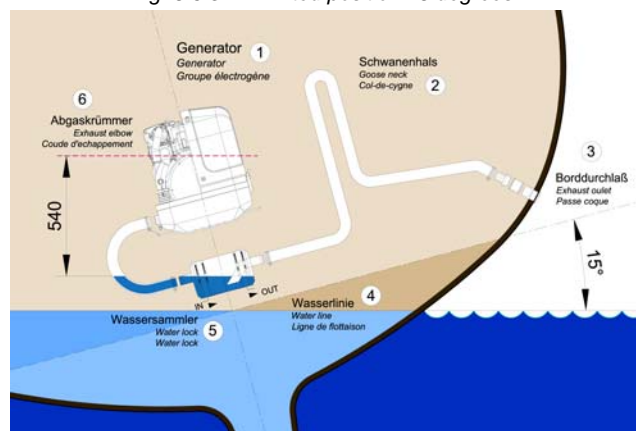 Generator
Generator
Groupe électrogène
1
Schwanenhals
Goose neck
Col-de-cygne
2
6
Abgaskrümmer
Exhaust elbow
Coude d'echappement
3
Borddurchlaß
Exhaust oulet
Passe coque
540
15°
IN
OUT
Wasserlinie
Water line
Ligne de flottaison
4
Wassersammler
Water lock
Water lock
5